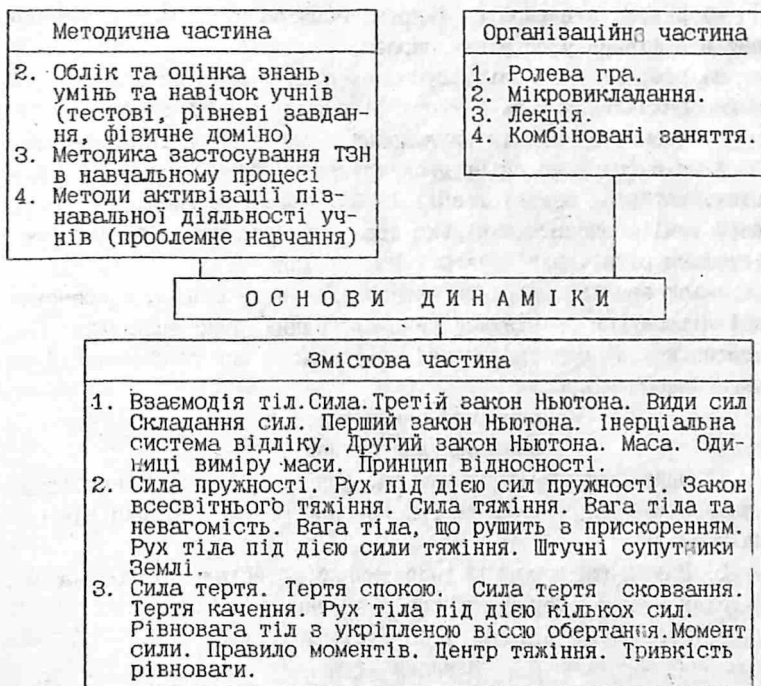 Методична частина
2. Облік та оцінка знань,
умінь та навічок учнів
(тестові, рівневі завдан-
ня, фізичне доміно)
3. Методика застосування ТЗН
в навчальному процесі
4. Методи активізації піз-
навальної діяльності уч-
нів (проблемне навчання)
Організаційна частина
1. Ролева гра.
2. Мікровикладання.
3. Лекція.
4. Комбіновані заняття.
ОСНОВИ ДИНАМІКИ
Змістова частина
1. Взаємодія тіл. Сила. Третій закон Ньютона. Види сил
Складання сил. Перший закон Ньютона. Інерціальна
система відліку. Другий закон Ньютона. Маса. Оди-
ниці виміру маси. Принцип відносності.
2. Сила пружності. Рух під дією сил пружності. Закон
всесвітнього тяжіння. Сила тяжіння. Вага тіла та
невагомість. Вага тіла, що рушить з прискоренням.
Рух тіла під дією сили тяжіння. Штучні супутники
Землі.
3. Сила тертя. Тертя спокою. Сила тертя сковзання.
Тертя качення. Рух тіла під дією кількох сил.
Рівновага тіл з укріпленою віссю обертання. Момент
сили. Правило моментів. Центр тяжіння. Тривкість
рівноваги.